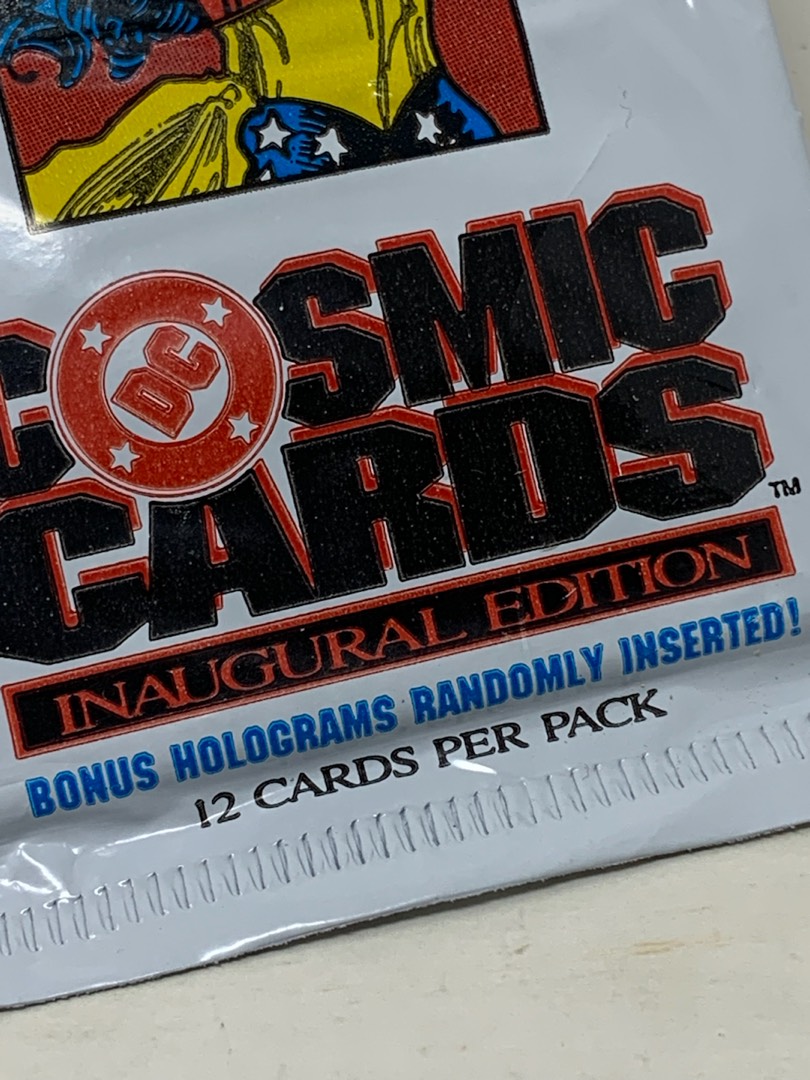 COSMIC
DC
CARDS™
INAUGURAL EDITION
BONUS HOLOGRAMS RANDOMLY INSERTED!
12 CARDS PER PACK